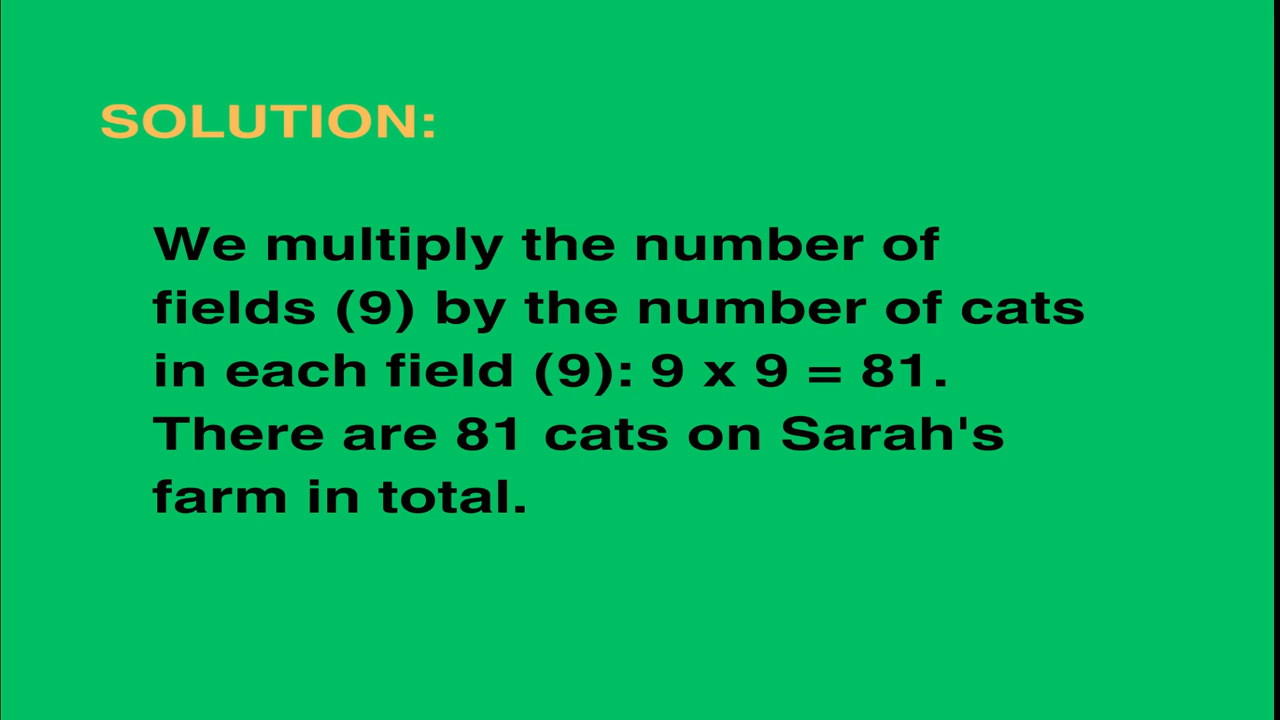 SOLUTION:
We multiply the number of
fields (9) by the number of cats
in each field (9): 9 x 9 = 81.
There are 81 cats on Sarah's
farm in total.